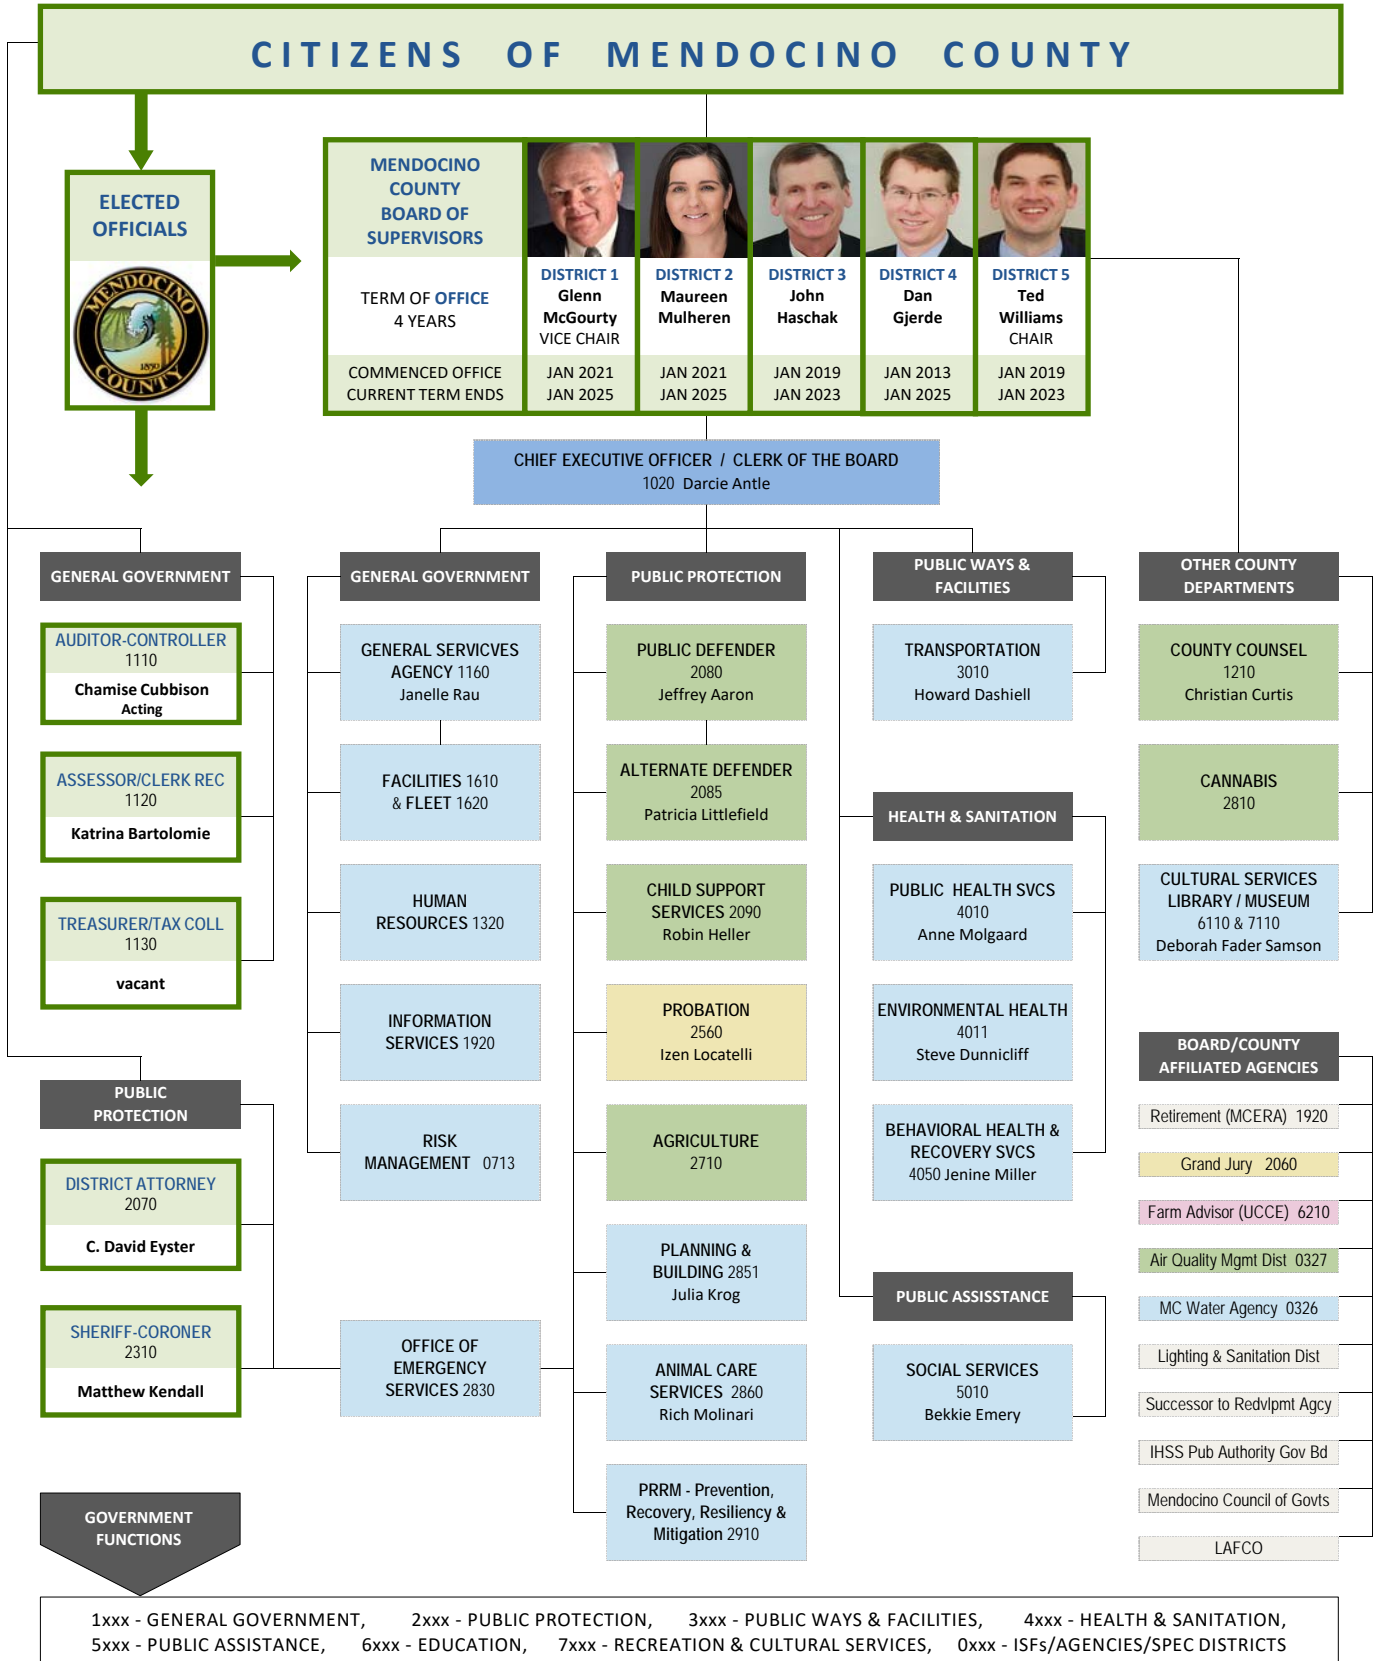 CITIZENS OF MENDOCINO COUNTY
ELECTED
OFFICIALS
MENDOCINO
1850
COUNTY
MENDOCINO
COUNTY
BOARD OF
SUPERVISORS
TERM OF OFFICE
4 YEARS
COMMENCED OFFICE
CURRENT TERM ENDS
DISTRICT 1
Glenn
McGourty
VICE CHAIR
JAN 2021
JAN 2025
DISTRICT 2
Maureen
Mulheren
JAN 2021
JAN 2025
DISTRICT 3
John
Haschak
JAN 2019
JAN 2023
DISTRICT 4
Dan
Gjerde
JAN 2013
JAN 2025
DISTRICT 5
Ted
Williams
CHAIR
JAN 2019
JAN 2023
CHIEF EXECUTIVE OFFICER / CLERK OF THE BOARD
1020 Darcie Antle
GENERAL GOVERNMENT
AUDITOR-CONTROLLER
1110
Chamise Cubbison
Acting
ASSESSOR/CLERK REC
1120
Katrina Bartolomie
TREASURER/TAX COLL
1130
vacant
PUBLIC
PROTECTION
DISTRICT ATTORNEY
2070
C. David Eyster
SHERIFF-CORONER
2310
Matthew Kendall
GENERAL GOVERNMENT
GENERAL SERVICVES
AGENCY 1160
Janelle Rau
FACILITIES 1610
& FLEET 1620
HUMAN
RESOURCES 1320
INFORMATION
SERVICES 1920
RISK
MANAGEMENT 0713
OFFICE OF
EMERGENCY
SERVICES 2830
PUBLIC PROTECTION
PUBLIC DEFENDER
2080
Jeffrey Aaron
ALTERNATE DEFENDER
2085
Patricia Littlefield
CHILD SUPPORT
SERVICES 2090
Robin Heller
PROBATION
2560
Izen Locatelli
AGRICULTURE
2710
PLANNING &
BUILDING 2851
Julia Krog
ANIMAL CARE
SERVICES 2860
Rich Molinari
PRRM - Prevention,
Recovery, Resiliency &
Mitigation 2910
PUBLIC WAYS &
FACILITIES
TRANSPORTATION
3010
Howard Dashiell
HEALTH & SANITATION
PUBLIC HEALTH SVCS
4010
Anne Molgaard
ENVIRONMENTAL HEALTH
4011
Steve Dunnicliff
BEHAVIORAL HEALTH &
RECOVERY SVCS
4050 Jenine Miller
PUBLIC ASSISSTANCE
SOCIAL SERVICES
5010
Bekkie Emery
OTHER COUNTY
DEPARTMENTS
COUNTY COUNSEL
1210
Christian Curtis
CANNABIS
2810
CULTURAL SERVICES
LIBRARY / MUSEUM
6110 & 7110
Deborah Fader Samson
BOARD/COUNTY
AFFILIATED AGENCIES
Retirement (MCERA) 1920
Grand Jury 2060
Farm Advisor (UCCE) 6210
Air Quality Mgmt Dist 0327
MC Water Agency 0326
Lighting & Sanitation Dist
Successor to Redvlpmt Agcy
IHSS Pub Authority Gov Bd
Mendocino Council of Govts
LAFCO
GOVERNMENT
FUNCTIONS
1xxx - GENERAL GOVERNMENT, 2xxx - PUBLIC PROTECTION, 3xxx - PUBLIC WAYS & FACILITIES, 4xxx - HEALTH & SANITATION,
5xxx - PUBLIC ASSISTANCE, 6xxx - EDUCATION, 7xxx - RECREATION & CULTURAL SERVICES, 0xxx - ISFs/AGENCIES/SPEC DISTRICTS